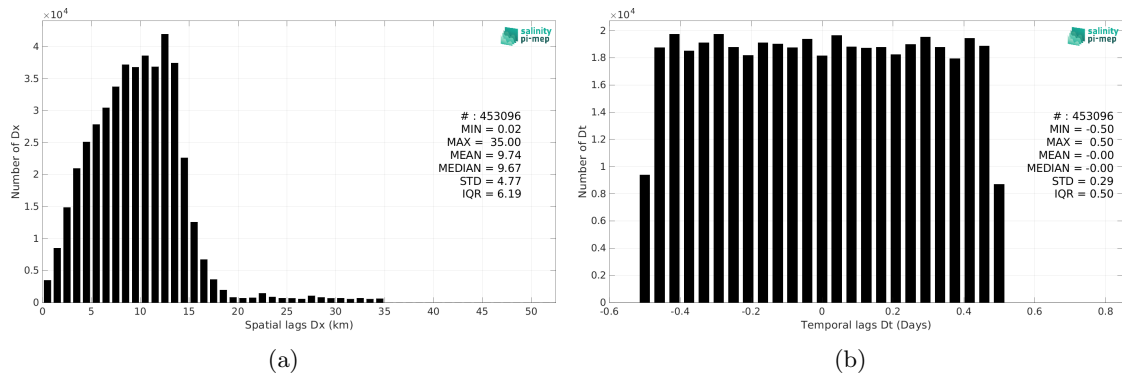 ×10⁴
4
3.5
3
2.5
2
1.5
1
0.5
0
Number of Dx
salinity
pi-mep
# : 453096
MIN = 0.02
MAX = 35.00
MEAN = 9.74
MEDIAN = 9.67
STD = 4.77
IQR = 6.19
0 5 10 15 20 25 30 35 40 45 50
Spatial lags Dx (km)
(a)
×10⁴
2
1.8
1.6
1.4
1.2
1
0.8
0.6
0.4
0.2
0
Number of Dt
salinity
pi-mep
# : 453096
MIN = -0.50
MAX = 0.50
MEAN = -0.00
MEDIAN = -0.00
STD = 0.29
IQR = 0.50
-0.6 -0.4 -0.2 0 0.2 0.4 0.6 0.8
Temporal lags Dt (Days)
(b)